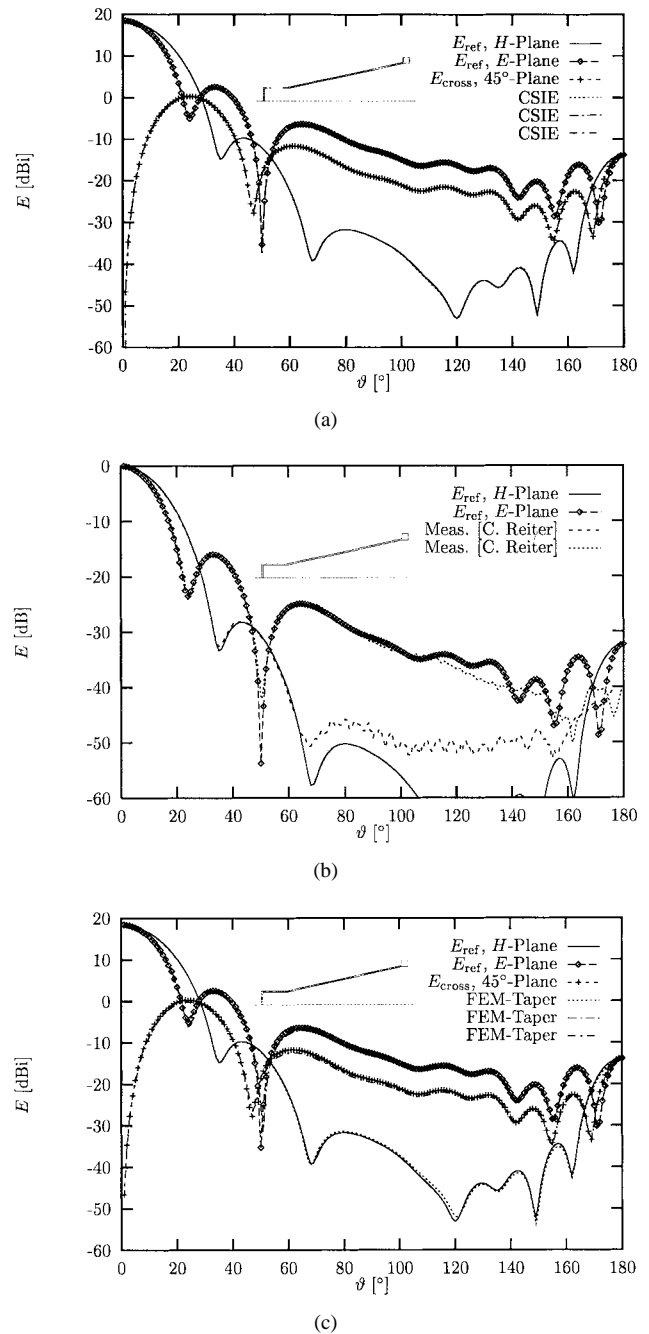 20
10
0
-10
-20
-30
-40
-50
-60
E [dBi]
E_ref, H-Plane
E_ref, E-Plane
E_cross, 45°-Plane
CSIE
CSIE
CSIE
0 20 40 60 80 100 120 140 160 180
ϑ [°]
(a)
0
-10
-20
-30
-40
-50
-60
E [dB]
E_ref, H-Plane
E_ref, E-Plane
Meas. [C. Reiter]
Meas. [C. Reiter]
0 20 40 60 80 100 120 140 160 180
ϑ [°]
(b)
20
10
0
-10
-20
-30
-40
-50
-60
E [dBi]
E_ref, H-Plane
E_ref, E-Plane
E_cross, 45°-Plane
FEM-Taper
FEM-Taper
FEM-Taper
0 20 40 60 80 100 120 140 160 180
ϑ [°]
(c)